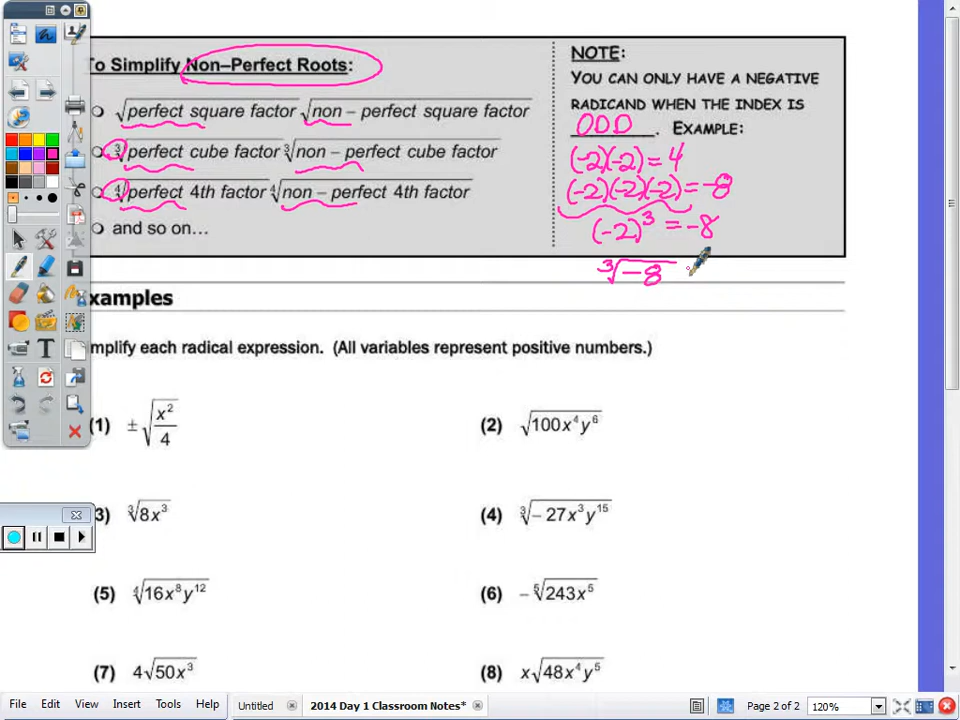 To Simplify Non–Perfect Roots:
√perfect square factor √non – perfect square factor
∛perfect cube factor ∛non – perfect cube factor
∜perfect 4th factor ∜non – perfect 4th factor
and so on...
NOTE:
YOU CAN ONLY HAVE A NEGATIVE
RADICAND WHEN THE INDEX IS
ODD. EXAMPLE:
(-2)(-2) = 4
(-2)(-2)(-2) = -8
(-2)³ = -8
∛-8
xamples
mplify each radical expression. (All variables represent positive numbers.)
(1) ± √(x²/4)
(2) √100x⁴y⁶
3) ∛8x³
(4) ∛– 27x³y¹⁵
(5) ∜16x⁸y¹²
(6) – ⁵√243x⁵
(7) 4√50x³
(8) x√48x⁴y⁵
File Edit View Insert Tools Help Untitled 2014 Day 1 Classroom Notes* Page 2 of 2 120%